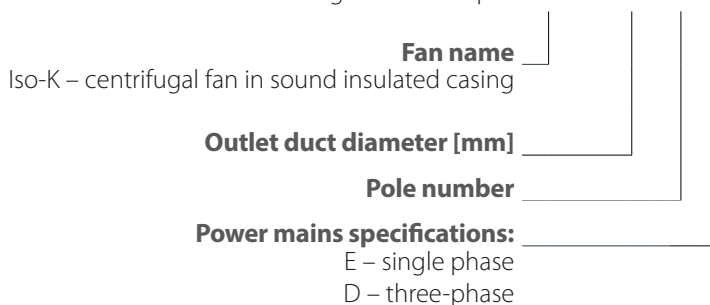 Fan name
Iso-K – centrifugal fan in sound insulated casing
Outlet duct diameter [mm]
Pole number
Power mains specifications:
E – single phase
D – three-phase